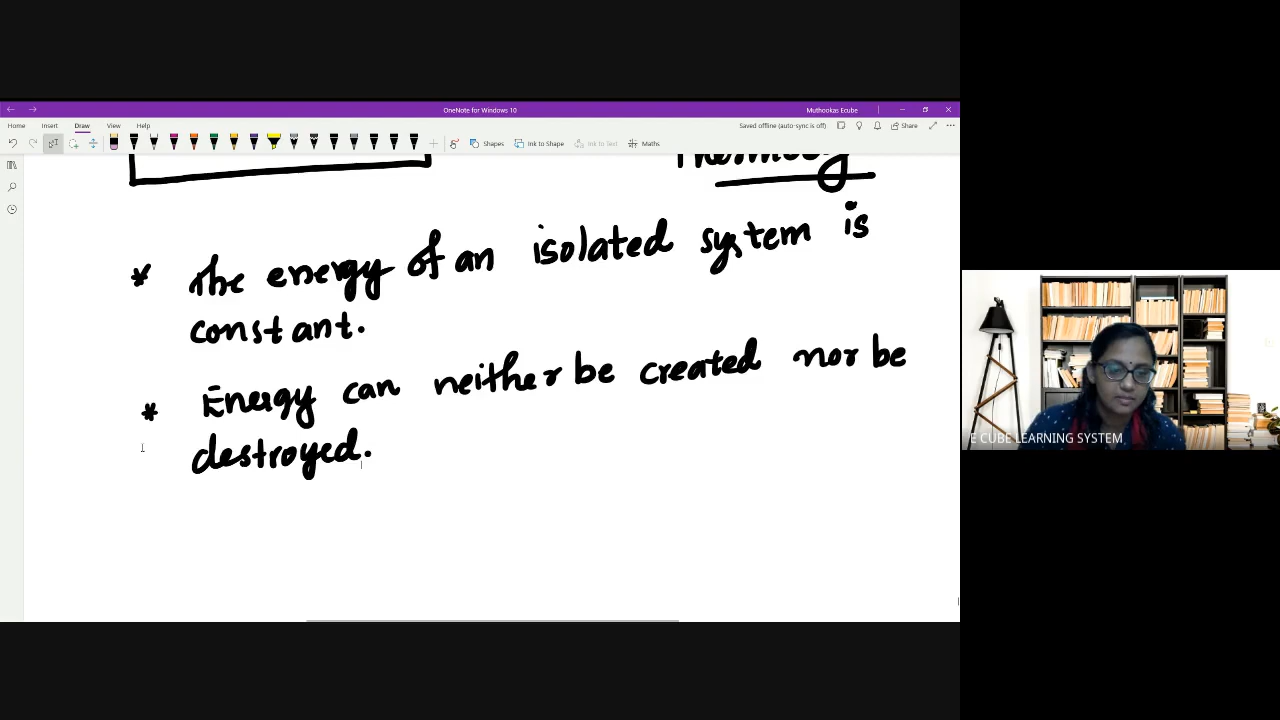 OneNote for Windows 10
Muthookas Ecube
Home Insert Draw View Help
Saved offline (auto-sync is off)
Share
Shapes Ink to Shape Ink to Text Maths
* The energy of an isolated system is
constant.
* Energy can neither be created nor be
destroyed.
E CUBE LEARNING SYSTEM